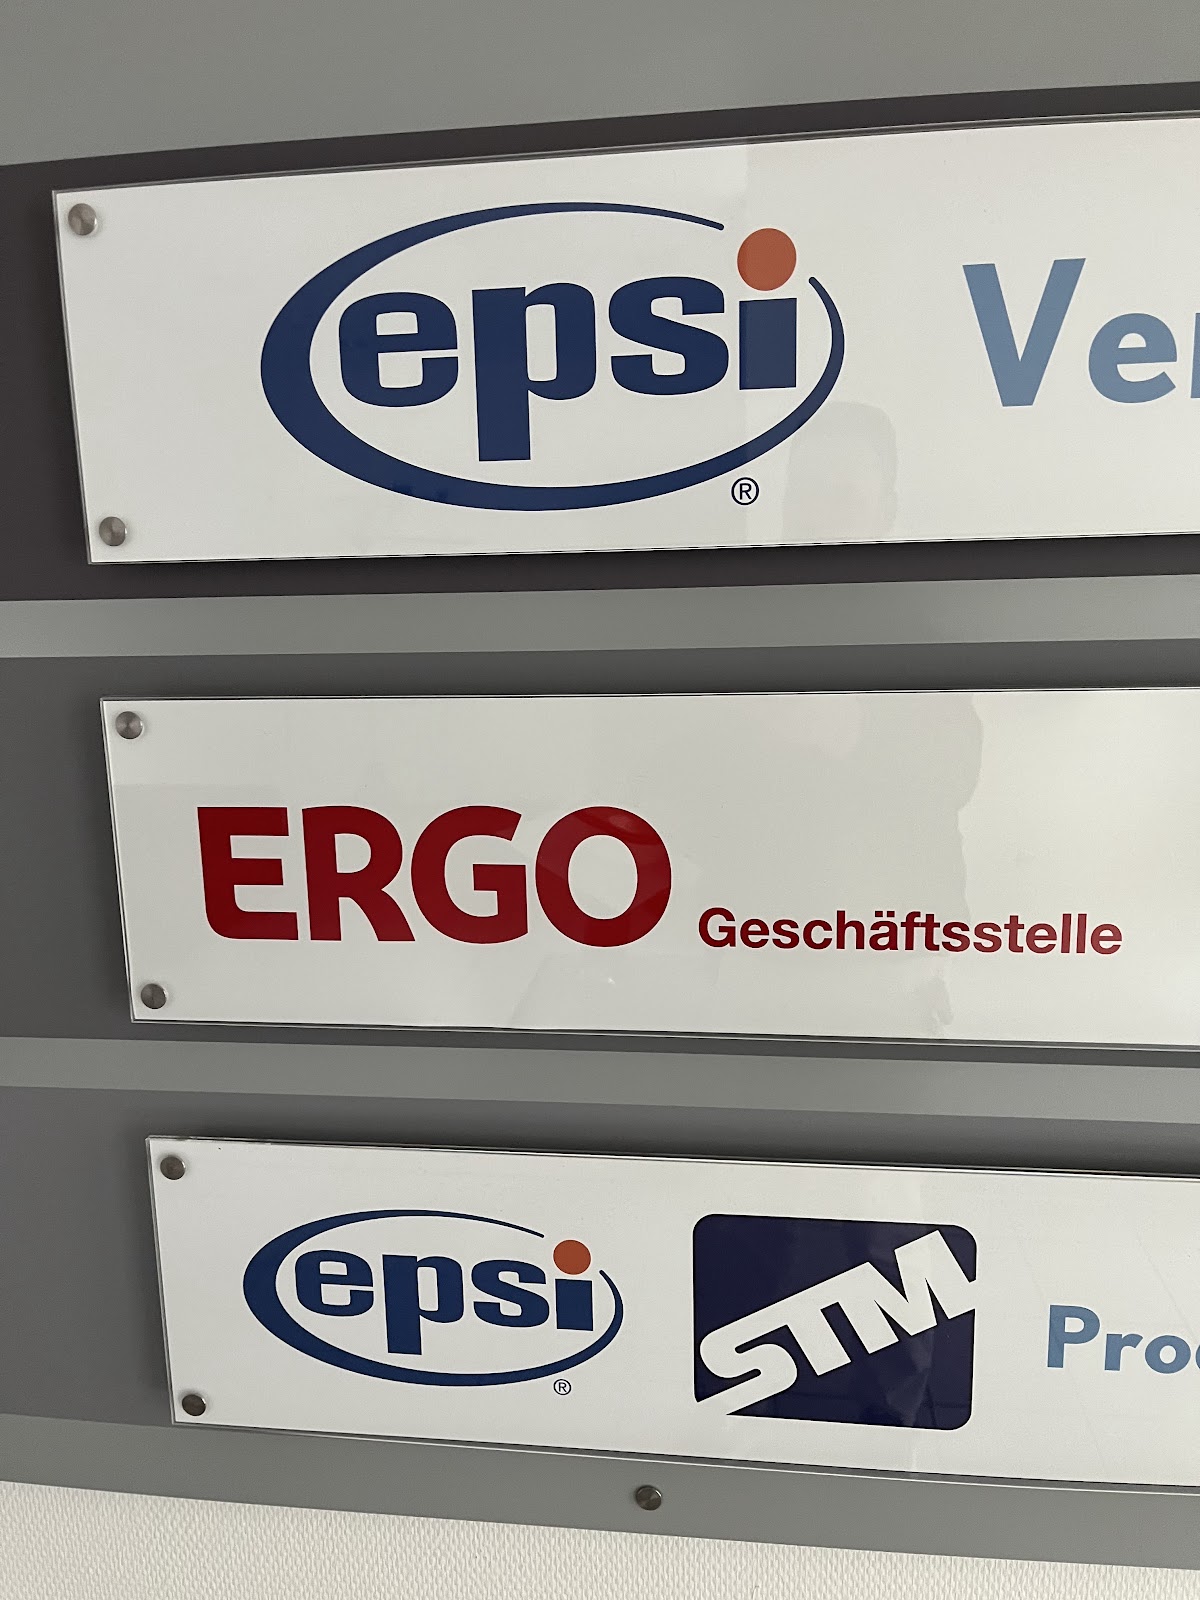 epsi ®
ERGO Geschäftsstelle
epsi ® STM